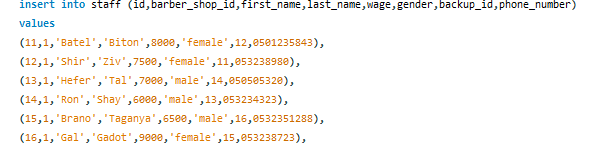 insert into staff (id,barber_shop_id,first_name,last_name,wage,gender,backup_id,phone_number)
values
(11,1,'Batel','Biton',8000,'female',12,0501235843),
(12,1,'Shir','Ziv',7500,'female',11,053238980),
(13,1,'Hefer','Tal',7000,'male',14,050505320),
(14,1,'Ron','Shay',6000,'male',13,053234323),
(15,1,'Brano','Taganya',6500,'male',16,0532351288),
(16,1,'Gal','Gadot',9000,'female',15,053238723),